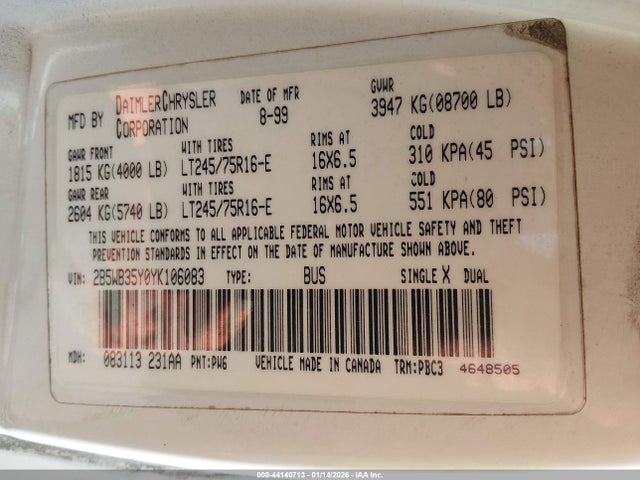 MFD BY DAIMLERCHRYSLER CORPORATION DATE OF MFR 8-99 GVWR 3947 KG(08700 LB)
GAWR FRONT WITH TIRES RIMS AT COLD
1815 KG(4000 LB) LT245/75R16-E 16X6.5 310 KPA(45 PSI)
GAWR REAR WITH TIRES RIMS AT COLD
2604 KG(5740 LB) LT245/75R16-E 16X6.5 551 KPA(80 PSI)
THIS VEHICLE CONFORMS TO ALL APPLICABLE FEDERAL MOTOR VEHICLE SAFETY AND THEFT
PREVENTION STANDARDS IN EFFECT ON THE DATE OF MANUFACTURE SHOWN ABOVE.
VIN: 2B5WB35Y0YK106083 TYPE: BUS SINGLE X DUAL
MDH: 083113 231AA PNT:PW6 VEHICLE MADE IN CANADA TRM:PBC3 4648505
000-44140713 - 01/14/2026 - IAA Inc.